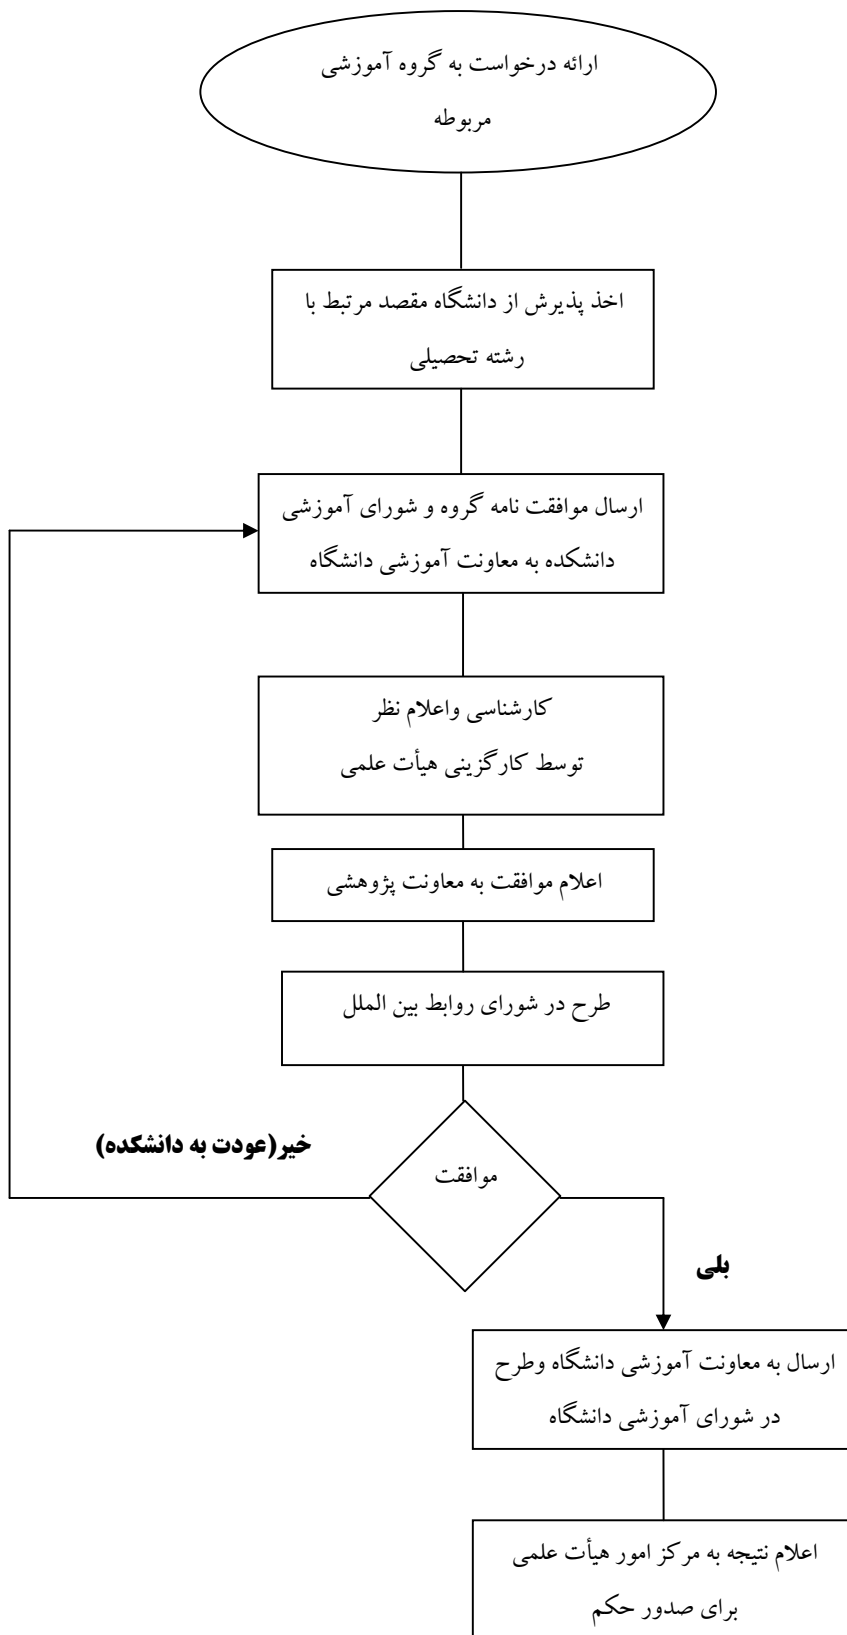 ارائه درخواست به گروه آموزشی
مربوطه
اخذ پذیرش از دانشگاه مقصد مرتبط با
رشته تحصیلی
ارسال موافقت نامه گروه و شورای آموزشی
دانشکده به معاونت آموزشی دانشگاه
کارشناسی واعلام نظر
توسط کارگزینی هیأت علمی
اعلام موافقت به معاونت پژوهشی
طرح در شورای روابط بین الملل
خیر(عودت به دانشکده)
موافقت
بلی
ارسال به معاونت آموزشی دانشگاه وطرح
در شورای آموزشی دانشگاه
اعلام نتیجه به مرکز امور هیأت علمی
برای صدور حکم